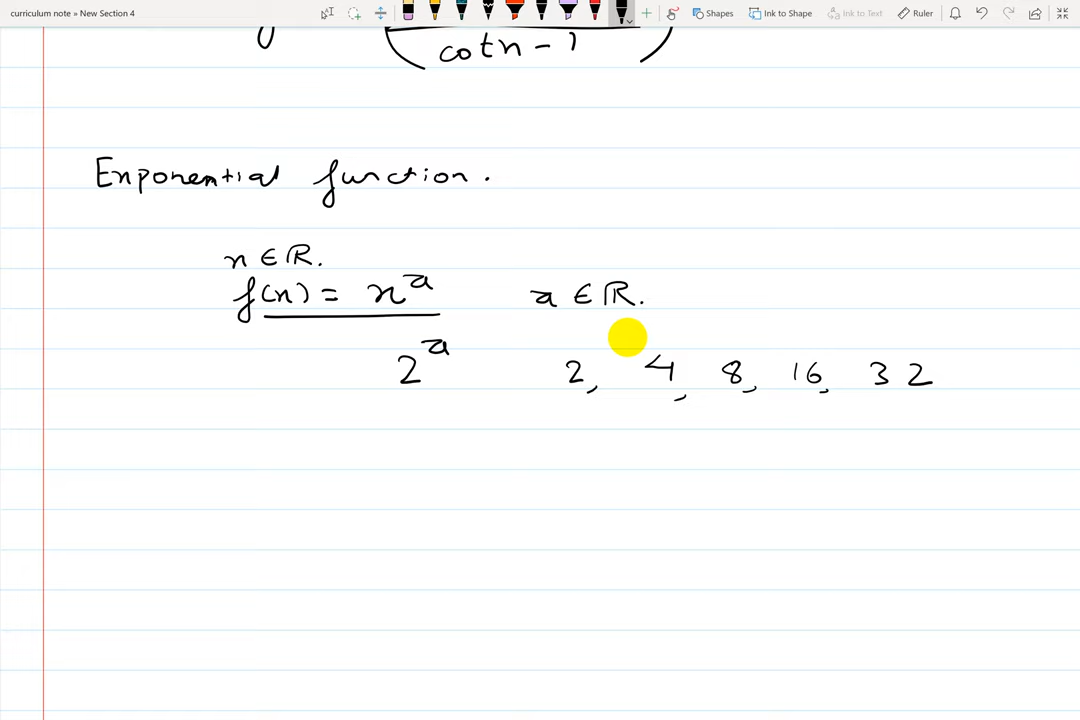 curriculum note » New Section 4
Shapes Ink to Shape Ink to Text Ruler
y
cotn - 1
Exponential function.
n ∈ ℝ.
f(n) = n^a a ∈ ℝ.
2^a 2, 4, 8, 16, 32